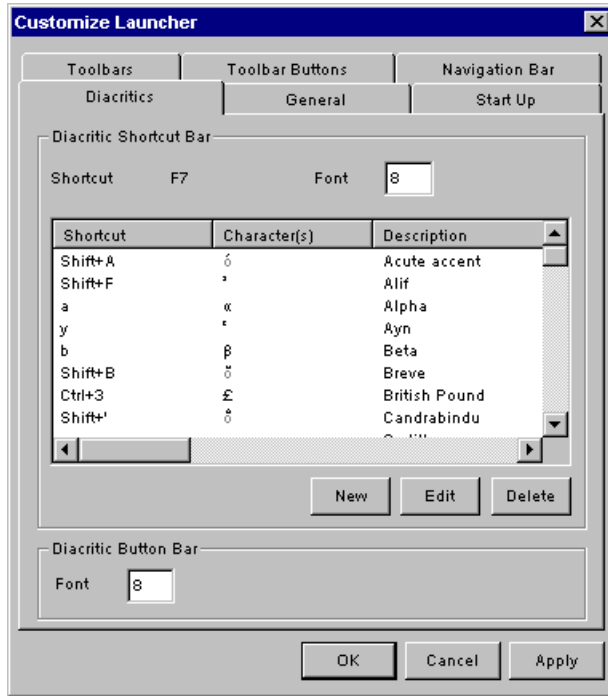 Customize Launcher
Toolbars Toolbar Buttons Navigation Bar
Diacritics General Start Up
Diacritic Shortcut Bar
Shortcut F7 Font 8
Shortcut Character(s) Description
Shift+A ó Acute accent
Shift+F Alif
a α Alpha
y Ayn
b β Beta
Shift+B ŏ Breve
Ctrl+3 £ British Pound
Shift+' Candrabindu
New Edit Delete
Diacritic Button Bar
Font 8
OK Cancel Apply